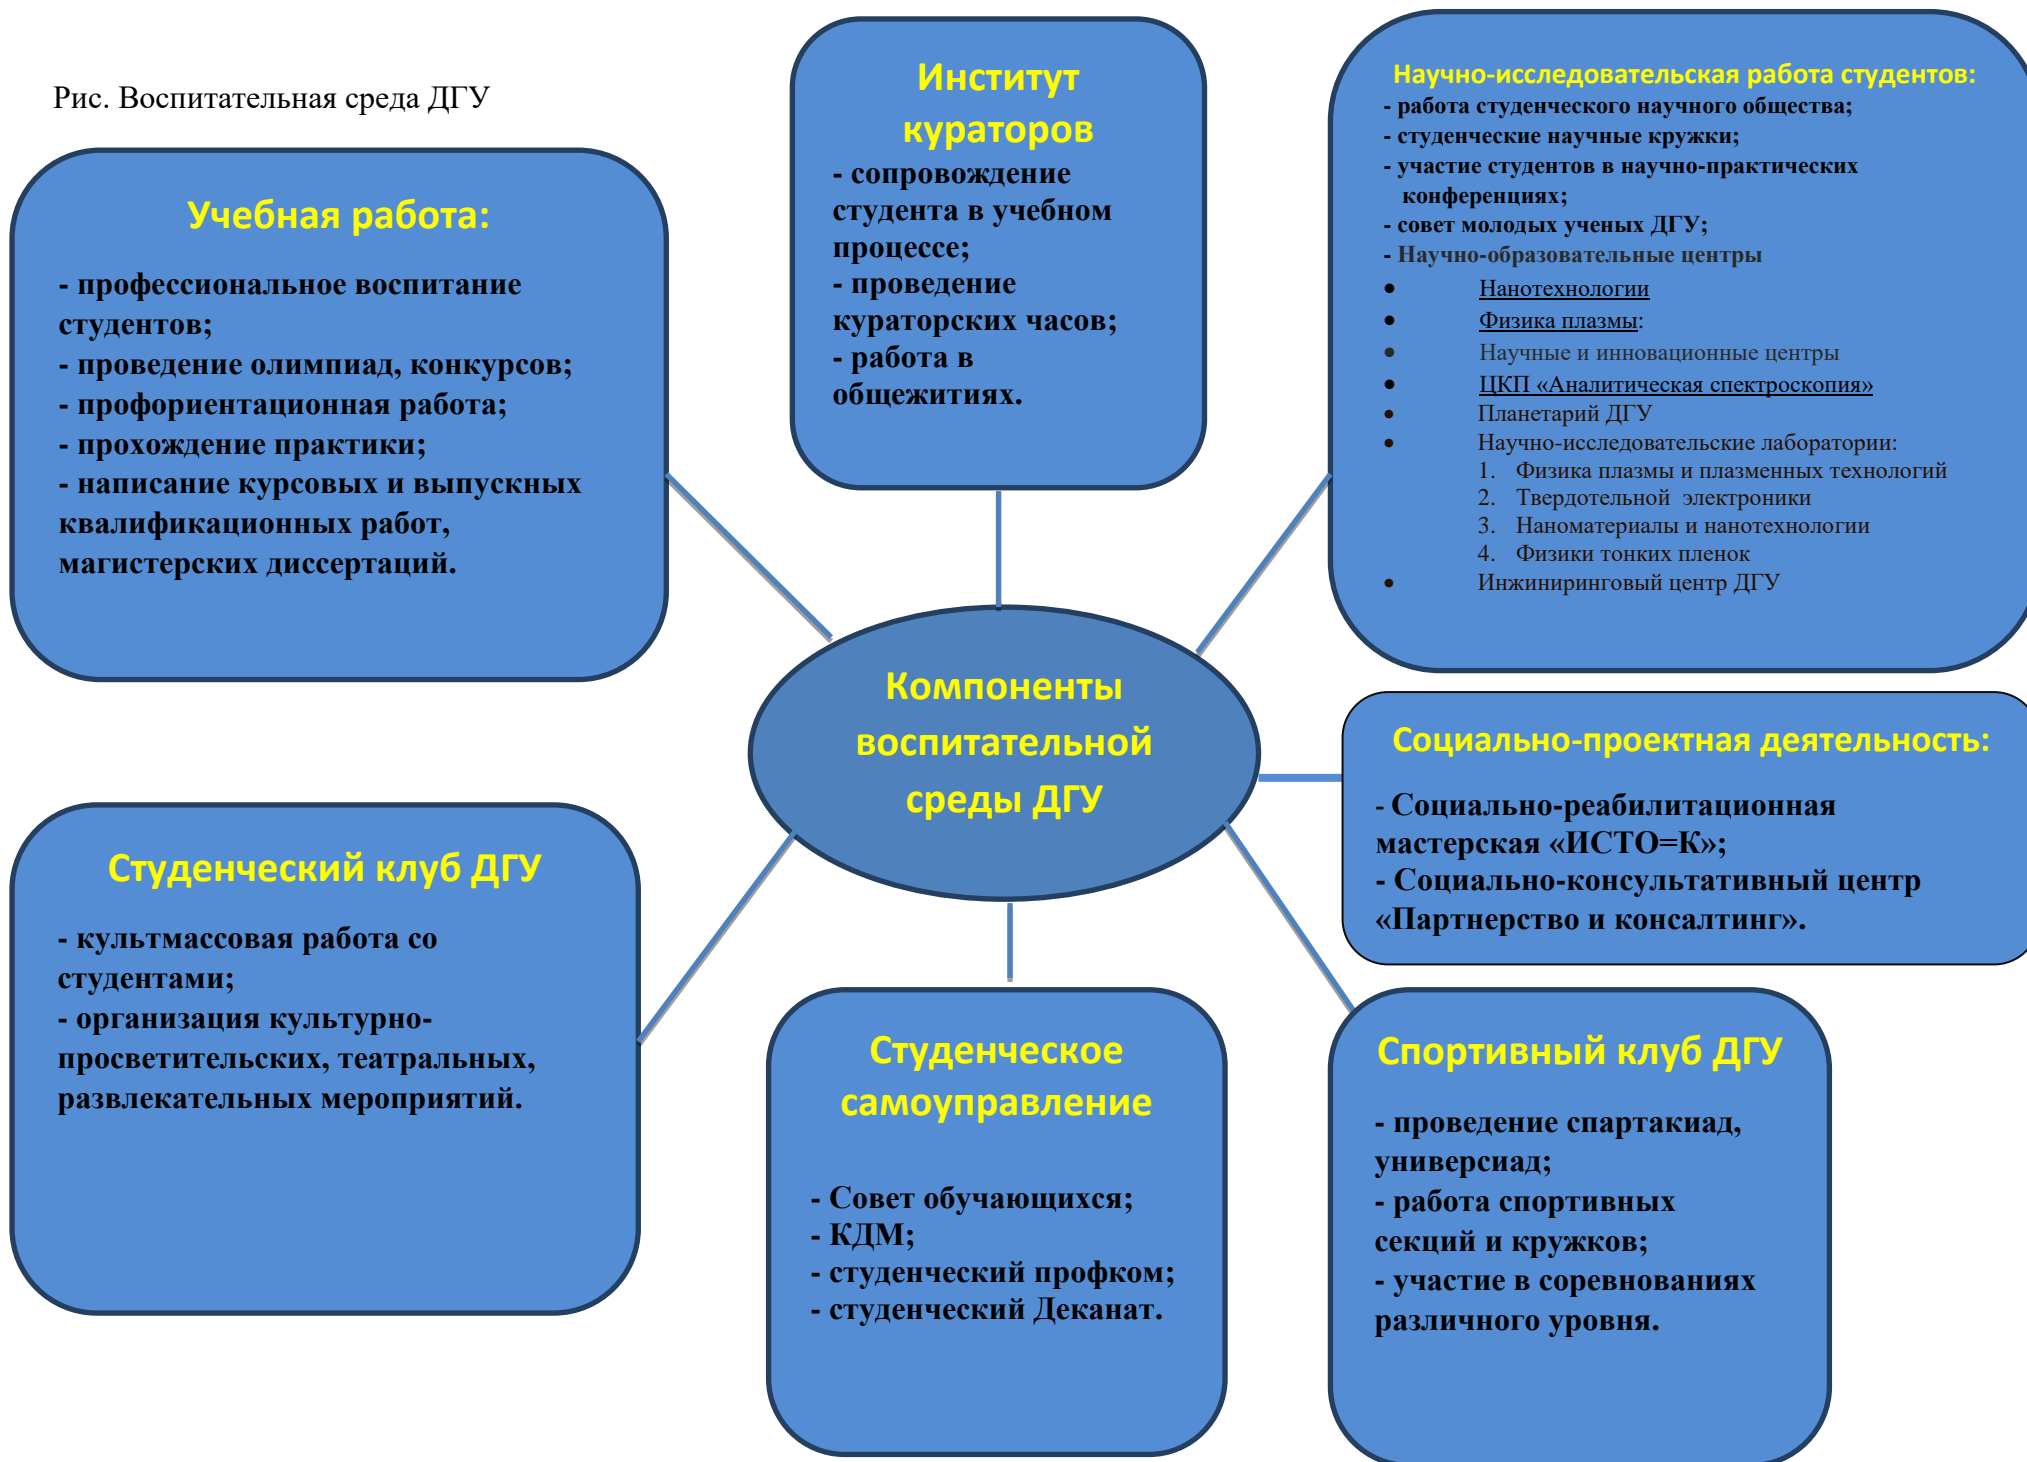 Рис. Воспитательная среда ДГУ
Учебная работа:
- профессиональное воспитание
студентов;
- проведение олимпиад, конкурсов;
- профориентационная работа;
- прохождение практики;
- написание курсовых и выпускных
квалификационных работ,
магистерских диссертаций.
Институт
кураторов
- сопровождение
студента в учебном
процессе;
- проведение
кураторских часов;
- работа в
общежитиях.
Научно-исследовательская работа студентов:
- работа студенческого научного общества;
- студенческие научные кружки;
- участие студентов в научно-практических
конференциях;
- совет молодых ученых ДГУ;
- Научно-образовательные центры
• Нанотехнологии
• Физика плазмы:
• Научные и инновационные центры
• ЦКП «Аналитическая спектроскопия»
• Планетарий ДГУ
• Научно-исследовательские лаборатории:
1. Физика плазмы и плазменных технологий
2. Твердотельной электроники
3. Наноматериалы и нанотехнологии
4. Физики тонких пленок
• Инжиниринговый центр ДГУ
Компоненты
воспитательной
среды ДГУ
Социально-проектная деятельность:
- Социально-реабилитационная
мастерская «ИСТО=К»;
- Социально-консультативный центр
«Партнерство и консалтинг».
Студенческий клуб ДГУ
- культмассовая работа со
студентами;
- организация культурно-
просветительских, театральных,
развлекательных мероприятий.
Студенческое
самоуправление
- Совет обучающихся;
- КДМ;
- студенческий профком;
- студенческий Деканат.
Спортивный клуб ДГУ
- проведение спартакиад,
универсиад;
- работа спортивных
секций и кружков;
- участие в соревнованиях
различного уровня.